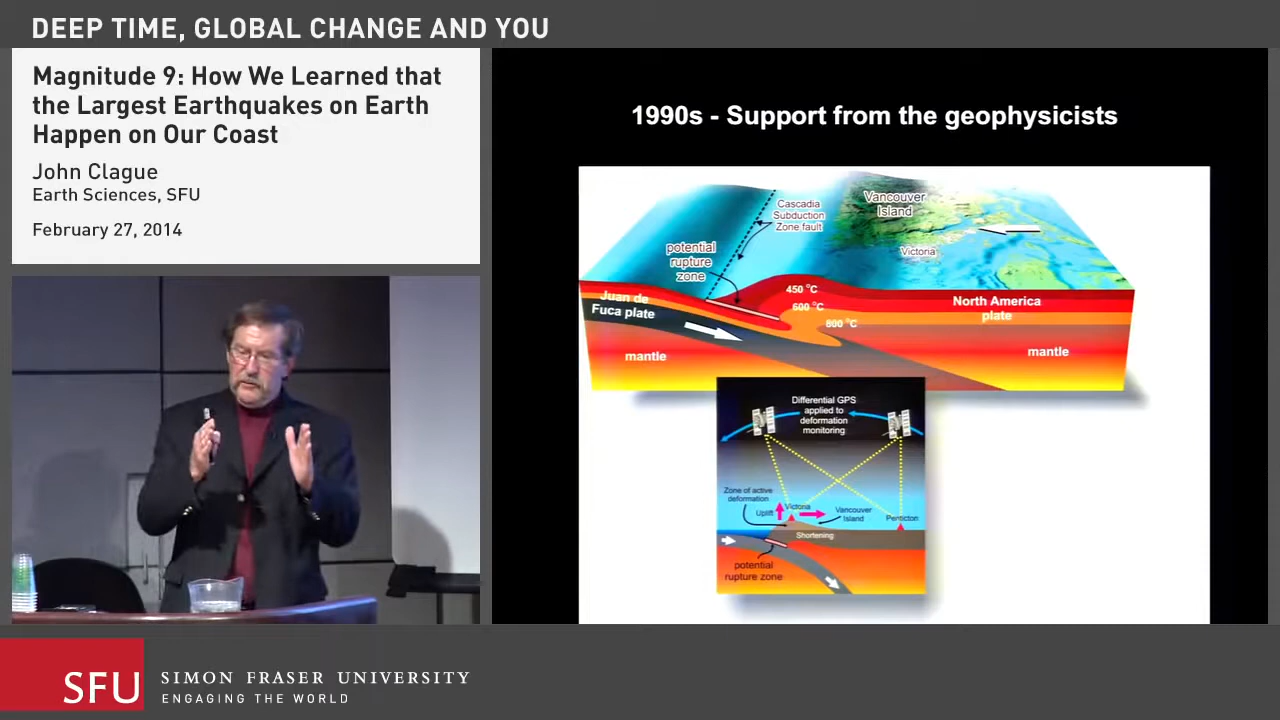 DEEP TIME, GLOBAL CHANGE AND YOU
Magnitude 9: How We Learned that
the Largest Earthquakes on Earth
Happen on Our Coast
John Clague
Earth Sciences, SFU
February 27, 2014
1990s - Support from the geophysicists
Cascadia
Subduction
Zone fault
Vancouver
Island
potential
rupture
zone
Victoria
450 °C
600 °C
800 °C
Juan de
Fuca plate
North America
plate
mantle
mantle
Differential GPS
applied to
deformation
monitoring
Zone of active
deformation
Uplift
Victoria
Vancouver
Island
Penticton
Shortening
potential
rupture zone
SFU
SIMON FRASER UNIVERSITY
ENGAGING THE WORLD